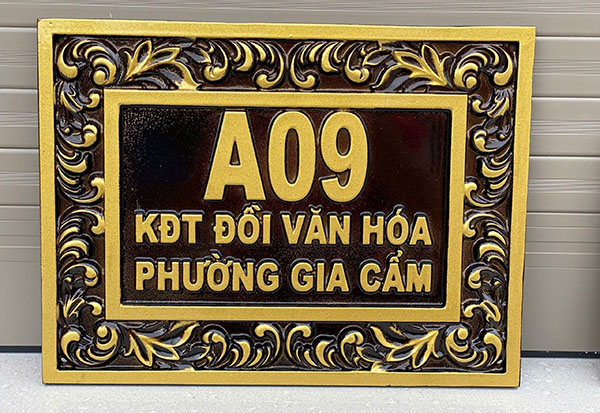 A09
KĐT ĐỒI VĂN HÓA
PHƯỜNG GIA CẨM